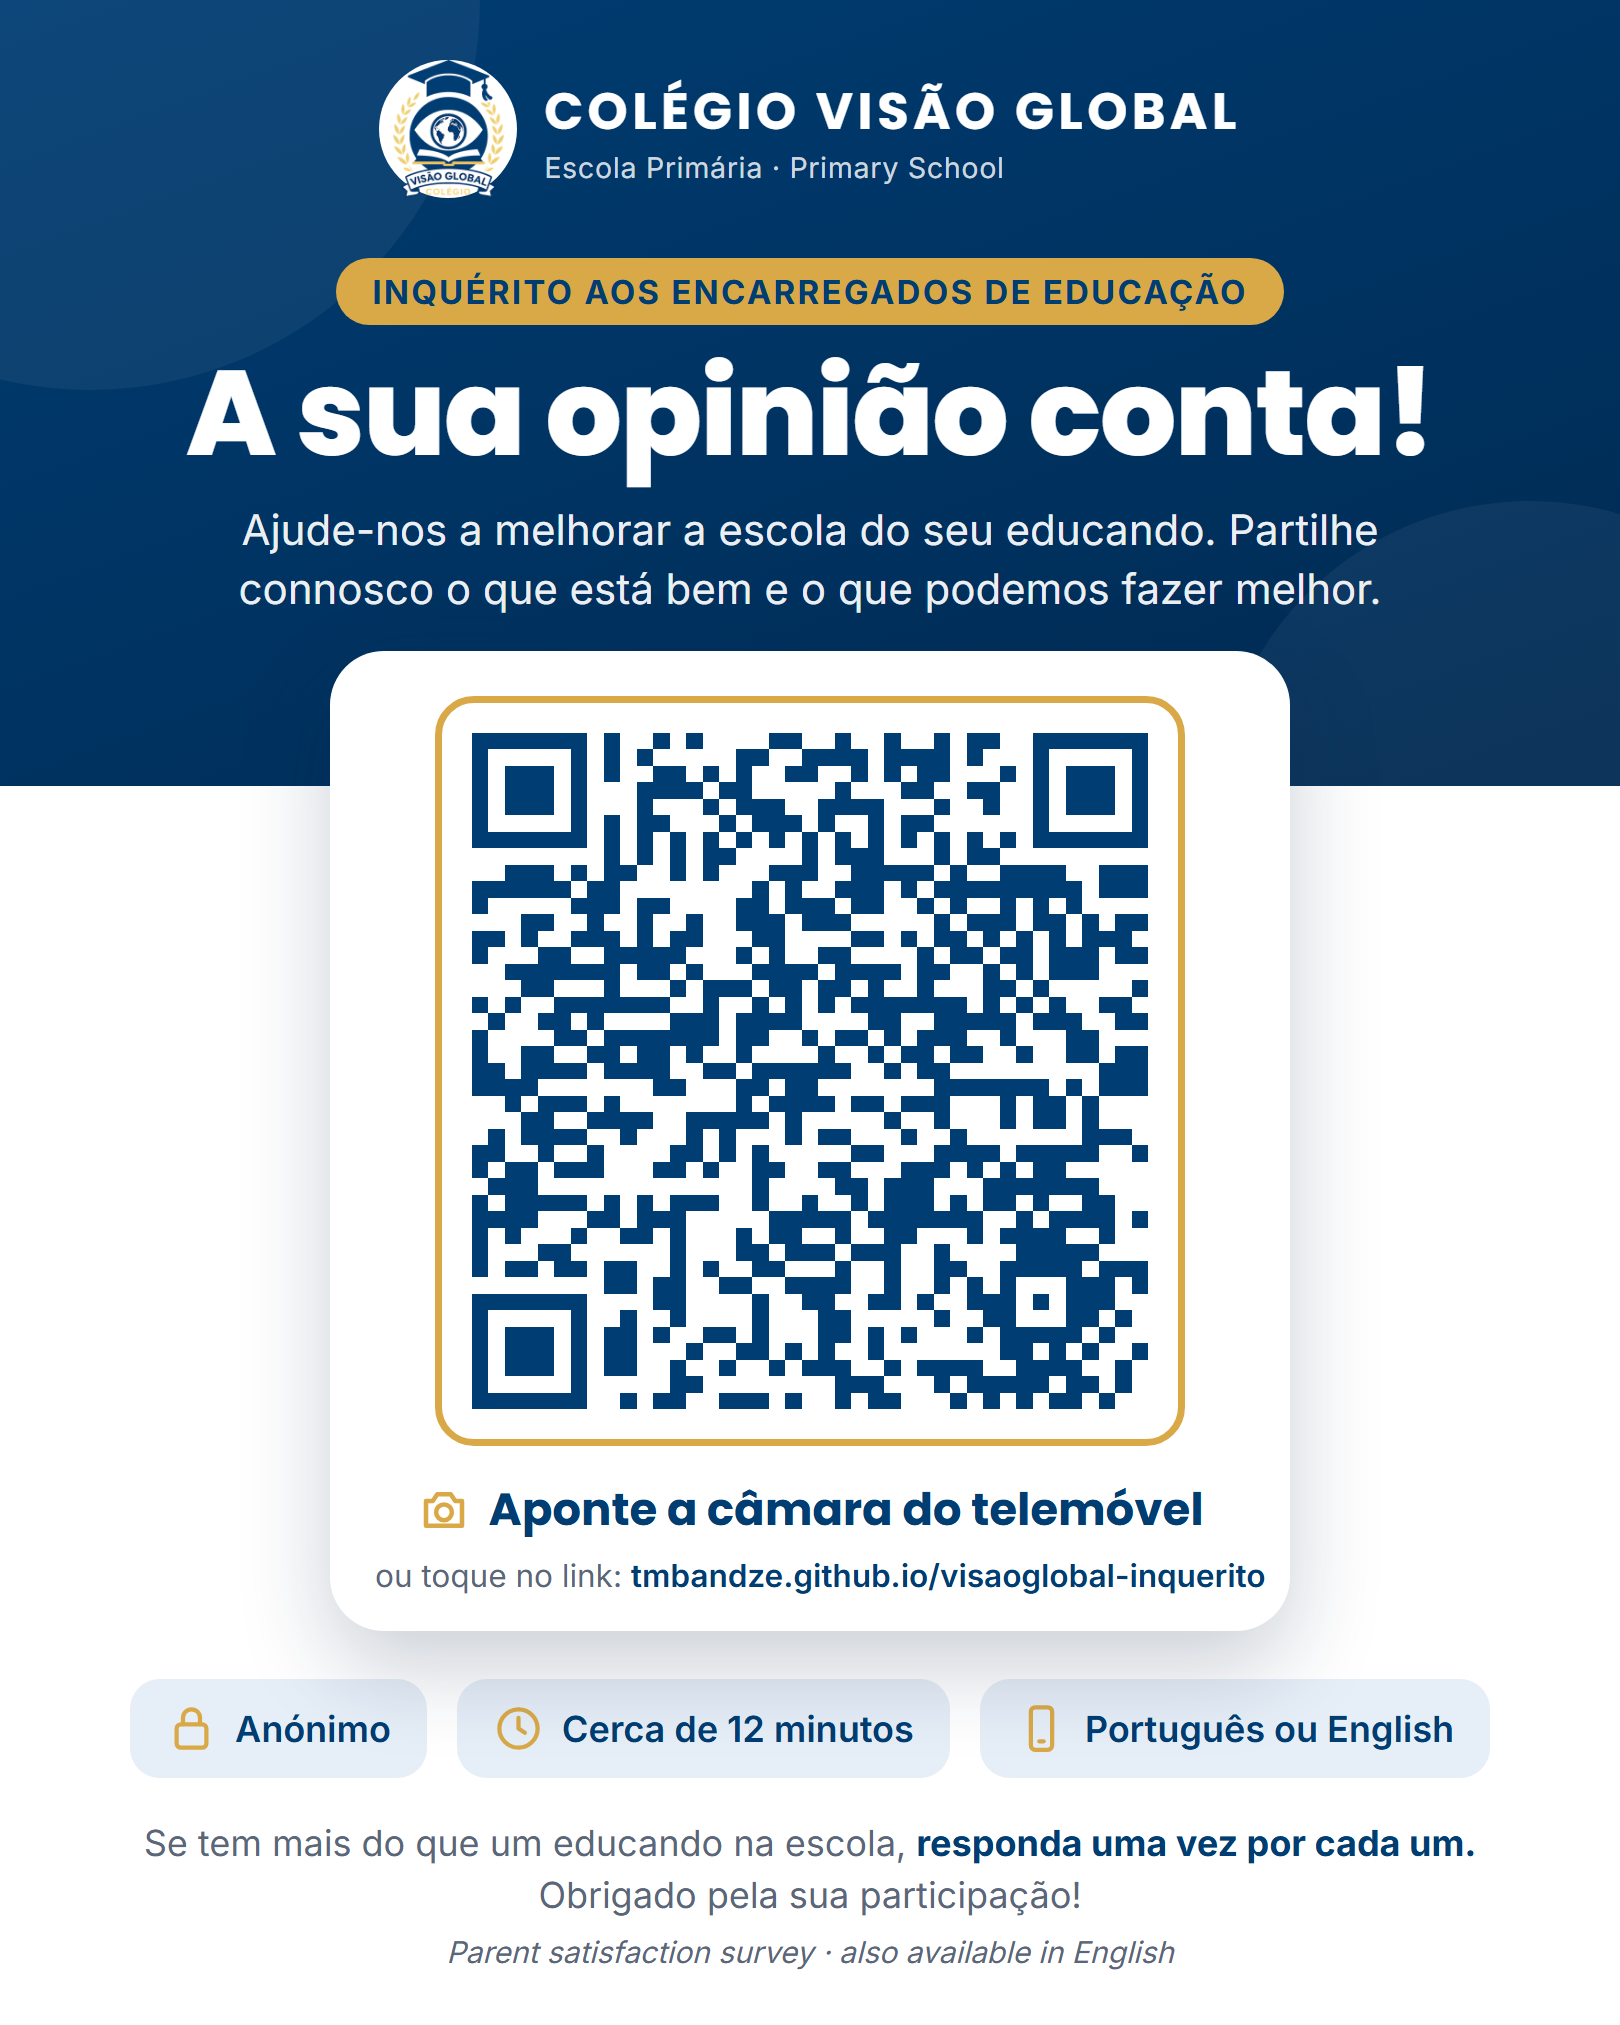 VISÃO GLOBAL
COLÉGIO
COLÉGIO VISÃO GLOBAL
Escola Primária · Primary School
INQUÉRITO AOS ENCARREGADOS DE EDUCAÇÃO
A sua opinião conta!
Ajude-nos a melhorar a escola do seu educando. Partilhe
connosco o que está bem e o que podemos fazer melhor.
Aponte a câmara do telemóvel
ou toque no link: tmbandze.github.io/visaoglobal-inquerito
Anónimo
Cerca de 12 minutos
Português ou English
Se tem mais do que um educando na escola, responda uma vez por cada um.
Obrigado pela sua participação!
Parent satisfaction survey · also available in English